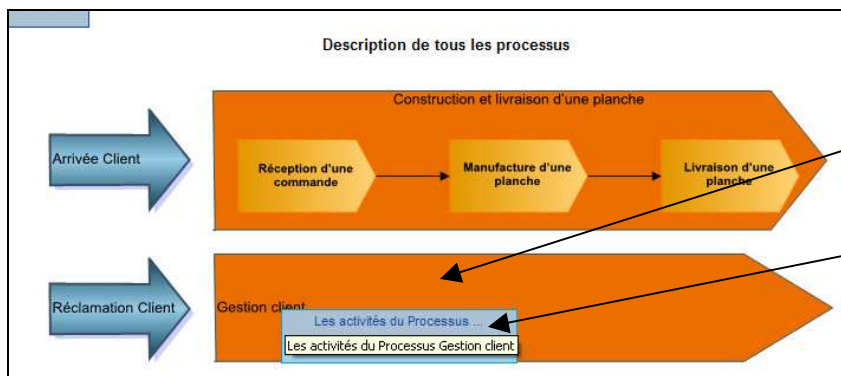 Description de tous les processus
Construction et livraison d'une planche
Arrivée Client
Réception d'une
commande
Manufacture d'une
planche
Livraison d'une
planche
Réclamation Client
Gestion client
Les activités du Processus ...
Les activités du Processus Gestion client